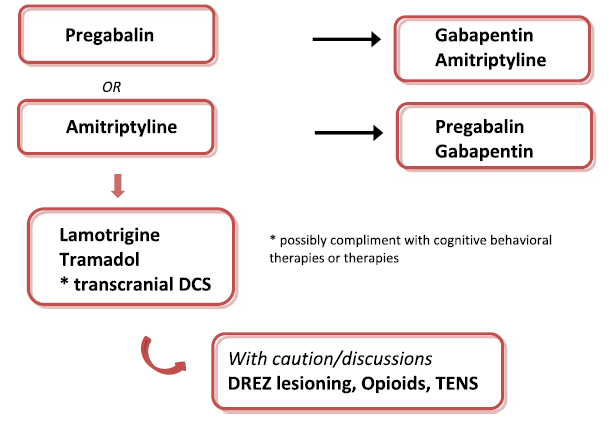 Pregabalin
Gabapentin
Amitriptyline
OR
Amitriptyline
Pregabalin
Gabapentin
Lamotrigine
Tramadol
* transcranial DCS
* possibly compliment with cognitive behavioral
therapies or therapies
With caution/discussions
DREZ lesioning, Opioids, TENS